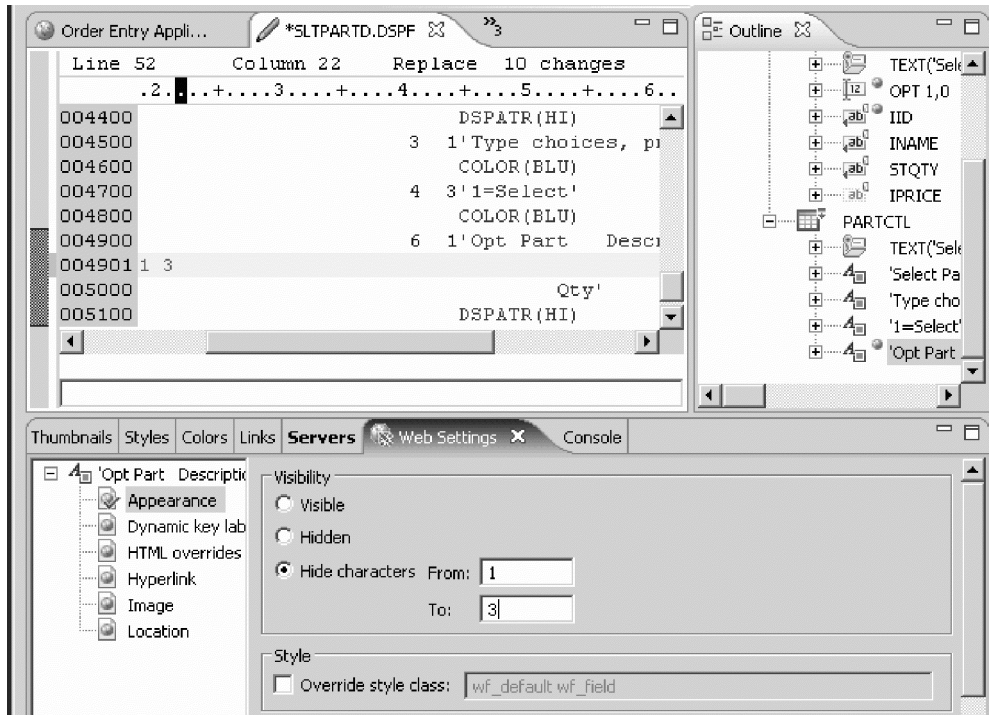 Order Entry Appli...
*SLTPARTD.DSPF
»3
Outline
Line 52 Column 22 Replace 10 changes
.2. ...+....3....+....4....+....5....+....6..
004400 DSPATR(HI)
004500 3 1'Type choices, pr
004600 COLOR(BLU)
004700 4 3'1=Select'
004800 COLOR(BLU)
004900 6 1'Opt Part Descri
004901 1 3
005000 Qty'
005100 DSPATR(HI)
TEXT('Sele
OPT 1,0
IID
INAME
STQTY
IPRICE
PARTCTL
TEXT('Sele
'Select Pa
'Type cho
'1=Select'
'Opt Part
Thumbnails Styles Colors Links Servers Web Settings Console
'Opt Part Descriptic
Appearance
Dynamic key lab
HTML overrides
Hyperlink
Image
Location
Visibility
Visible
Hidden
Hide characters From: 1
To: 3
Style
Override style class: wf_default wf_field